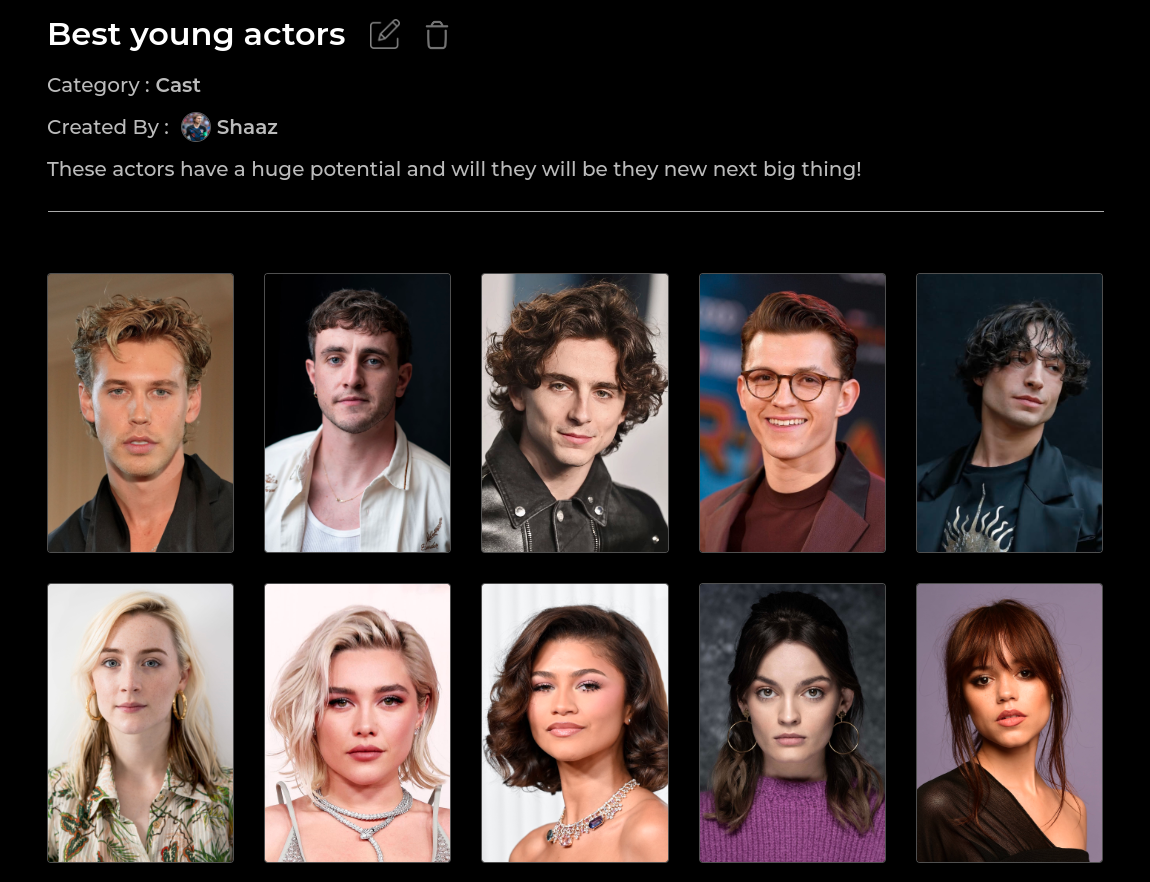 Best young actors
Category : Cast
Created By : Shaaz
These actors have a huge potential and will they will be they new next big thing!